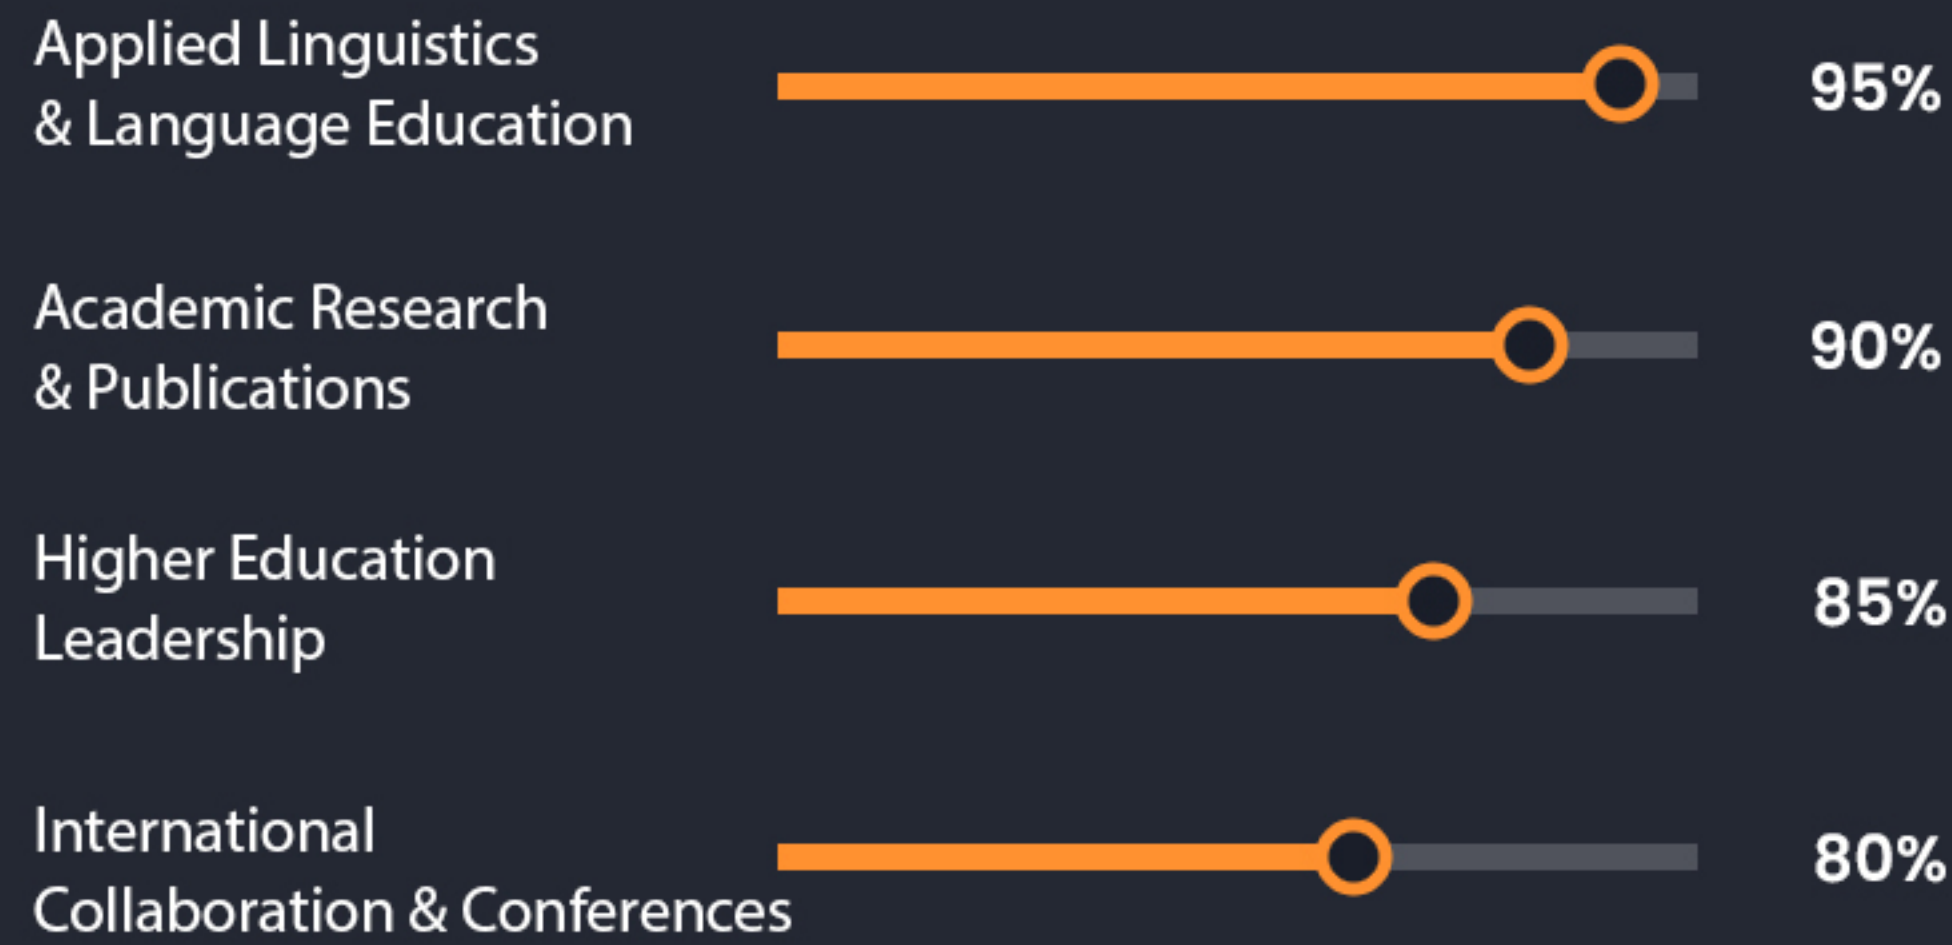 Applied Linguistics
& Language Education
95%
Academic Research
& Publications
90%
Higher Education
Leadership
85%
International
Collaboration & Conferences
80%